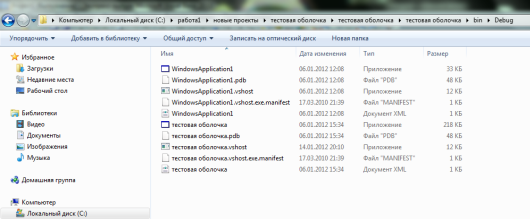 Компьютер ▸ Локальный диск (C:) ▸ работа1 ▸ новые проекты ▸ тестовая оболочка ▸ тестовая оболочка ▸ тестовая оболочка ▸ bin ▸ Debug
Упорядочить Добавить в библиотеку Общий доступ Записать на оптический диск Новая папка
Имя Дата изменения Тип Размер
Избранное
Загрузки
Недавние места
Рабочий стол
Библиотеки
Видео
Документы
Изображения
Музыка
Домашняя группа
Компьютер
Локальный диск (C:)
WindowsApplication1 06.01.2012 12:08 Приложение 33 КБ
WindowsApplication1.pdb 06.01.2012 12:08 Файл "PDB" 48 КБ
WindowsApplication1.vshost 06.01.2012 12:08 Приложение 12 КБ
WindowsApplication1.vshost.exe.manifest 17.03.2010 21:39 Файл "MANIFEST" 1 КБ
WindowsApplication1 06.01.2012 12:08 Документ XML 1 КБ
тестовая оболочка 06.01.2012 15:34 Приложение 218 КБ
тестовая оболочка.pdb 06.01.2012 15:34 Файл "PDB" 48 КБ
тестовая оболочка.vshost 14.01.2012 20:10 Приложение 12 КБ
тестовая оболочка.vshost.exe.manifest 17.03.2010 21:39 Файл "MANIFEST" 1 КБ
тестовая оболочка 06.01.2012 15:34 Документ XML 1 КБ